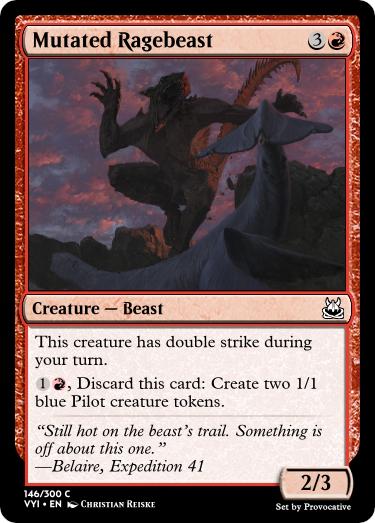 Mutated Ragebeast 3
Creature — Beast
This creature has double strike during
your turn.
1, Discard this card: Create two 1/1
blue Pilot creature tokens.
“Still hot on the beast’s trail. Something is
off about this one.”
—Belaire, Expedition 41
2/3
146/300 C
VYI • EN Christian Reiske
Set by Provocative